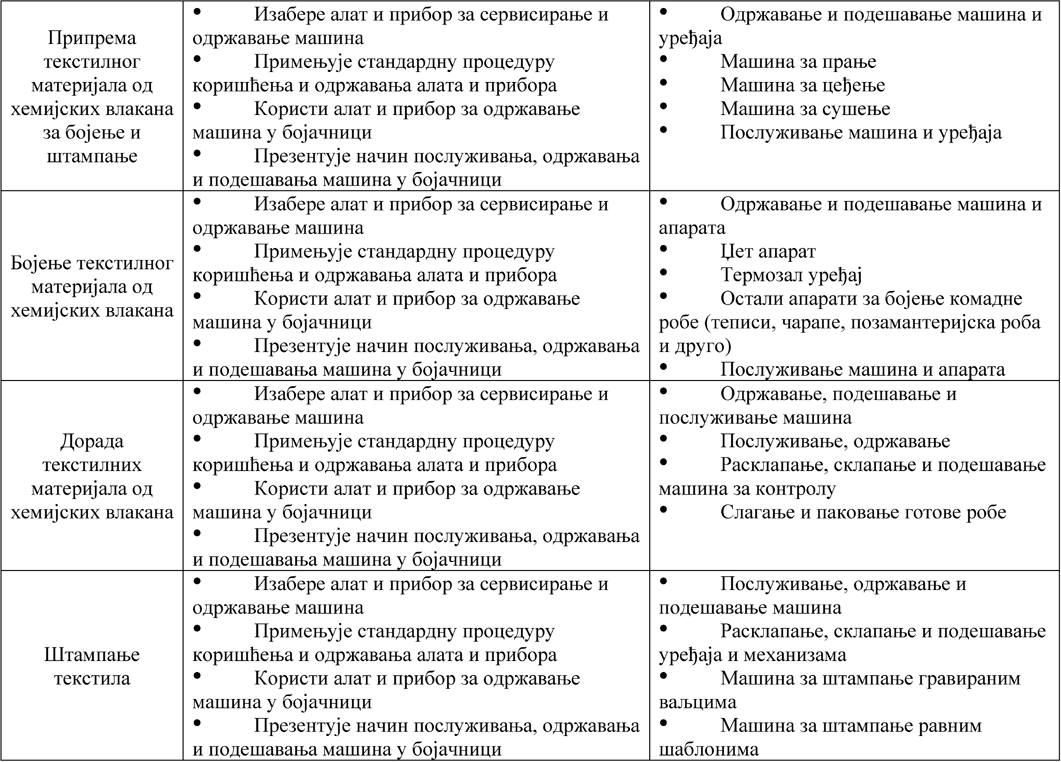 Припрема
текстилног
материјала од
хемијских влакана
за бојење и
штампање
• Изабере алат и прибор за сервисирање и
одржавање машина
• Примењује стандардну процедуру
коришћења и одржавања алата и прибора
• Користи алат и прибор за одржавање
машина у бојачници
• Презентује начин послуживања, одржавања
и подешавања машина у бојачници
• Одржавање и подешавање машина и
уређаја
• Машина за прање
• Машина за цеђење
• Машина за сушење
• Послуживање машина и уређаја
Бојење текстилног
материјала од
хемијских влакана
• Изабере алат и прибор за сервисирање и
одржавање машина
• Примењује стандардну процедуру
коришћења и одржавања алата и прибора
• Користи алат и прибор за одржавање
машина у бојачници
• Презентује начин послуживања, одржавања
и подешавања машина у бојачници
• Одржавање и подешавање машина и
апарата
• Џет апарат
• Термозал уређај
• Остали апарати за бојење комадне
робе (теписи, чарапе, позамантеријска роба
и друго)
• Послуживање машина и апарата
Дорада
текстилних
материјала од
хемијских влакана
• Изабере алат и прибор за сервисирање и
одржавање машина
• Примењује стандардну процедуру
коришћења и одржавања алата и прибора
• Користи алат и прибор за одржавање
машина у бојачници
• Презентује начин послуживања, одржавања
и подешавања машина у бојачници
• Одржавање, подешавање и
послуживање машина
• Послуживање, одржавање
• Расклапање, склапање и подешавање
машина за контролу
• Слагање и паковање готове робе
Штампање
текстила
• Изабере алат и прибор за сервисирање и
одржавање машина
• Примењује стандардну процедуру
коришћења и одржавања алата и прибора
• Користи алат и прибор за одржавање
машина у бојачници
• Презентује начин послуживања, одржавања
и подешавања машина у бојачници
• Послуживање, одржавање и
подешавање машина
• Расклапање, склапање и подешавање
уређаја и механизама
• Машина за штампање гравираним
ваљцима
• Машина за штампање равним
шаблонима